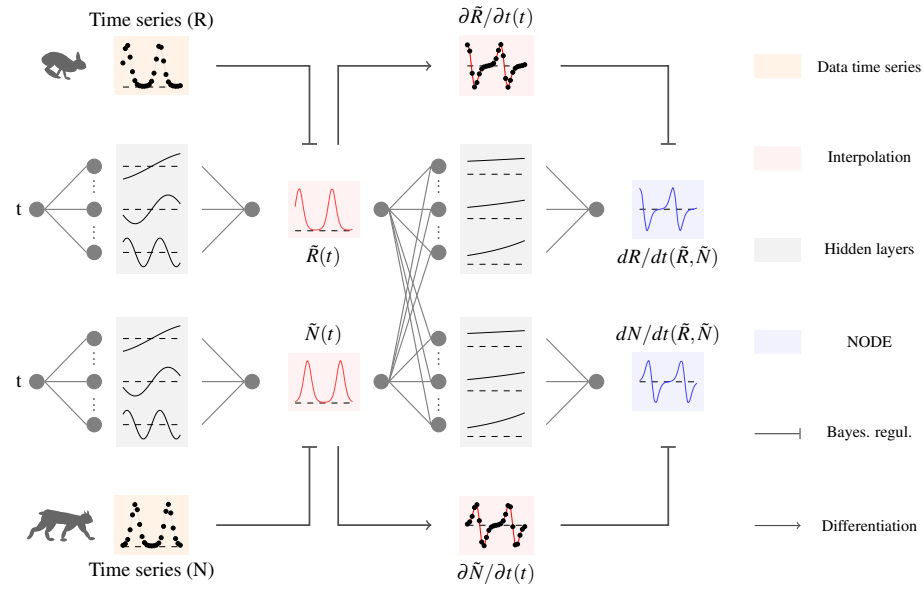 Time series (R)
∂R̃/∂t(t)
Data time series
t
R̃(t)
dR/dt(R̃,Ñ)
Interpolation
Hidden layers
Ñ(t)
dN/dt(R̃,Ñ)
NODE
t
Bayes. regul.
Time series (N)
∂Ñ/∂t(t)
Differentiation